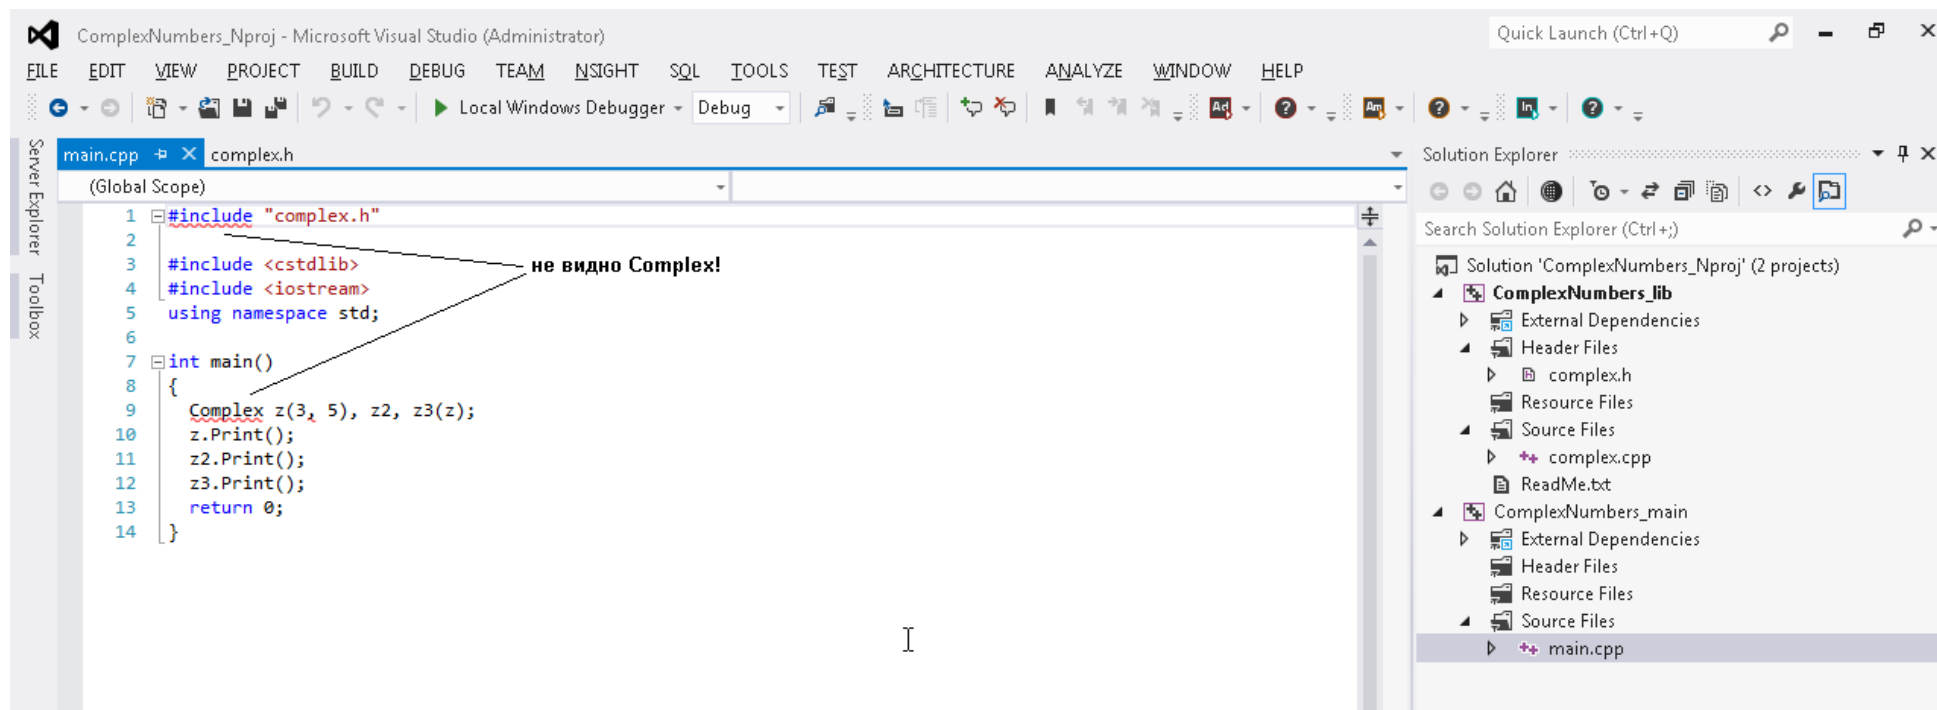 ComplexNumbers_Nproj - Microsoft Visual Studio (Administrator)
Quick Launch (Ctrl+Q)
FILE EDIT VIEW PROJECT BUILD DEBUG TEAM NSIGHT SQL TOOLS TEST ARCHITECTURE ANALYZE WINDOW HELP
Local Windows Debugger Debug Ad Am In
Server Explorer
Toolbox
main.cpp complex.h
(Global Scope)
1 #include "complex.h"
2
3 #include <cstdlib>
4 #include <iostream>
5 using namespace std;
6
7 int main()
8 {
9 Complex z(3, 5), z2, z3(z);
10 z.Print();
11 z2.Print();
12 z3.Print();
13 return 0;
14 }
не видно Complex!
Solution Explorer
Search Solution Explorer (Ctrl+;)
Solution 'ComplexNumbers_Nproj' (2 projects)
ComplexNumbers_lib
External Dependencies
Header Files
complex.h
Resource Files
Source Files
complex.cpp
ReadMe.txt
ComplexNumbers_main
External Dependencies
Header Files
Resource Files
Source Files
main.cpp